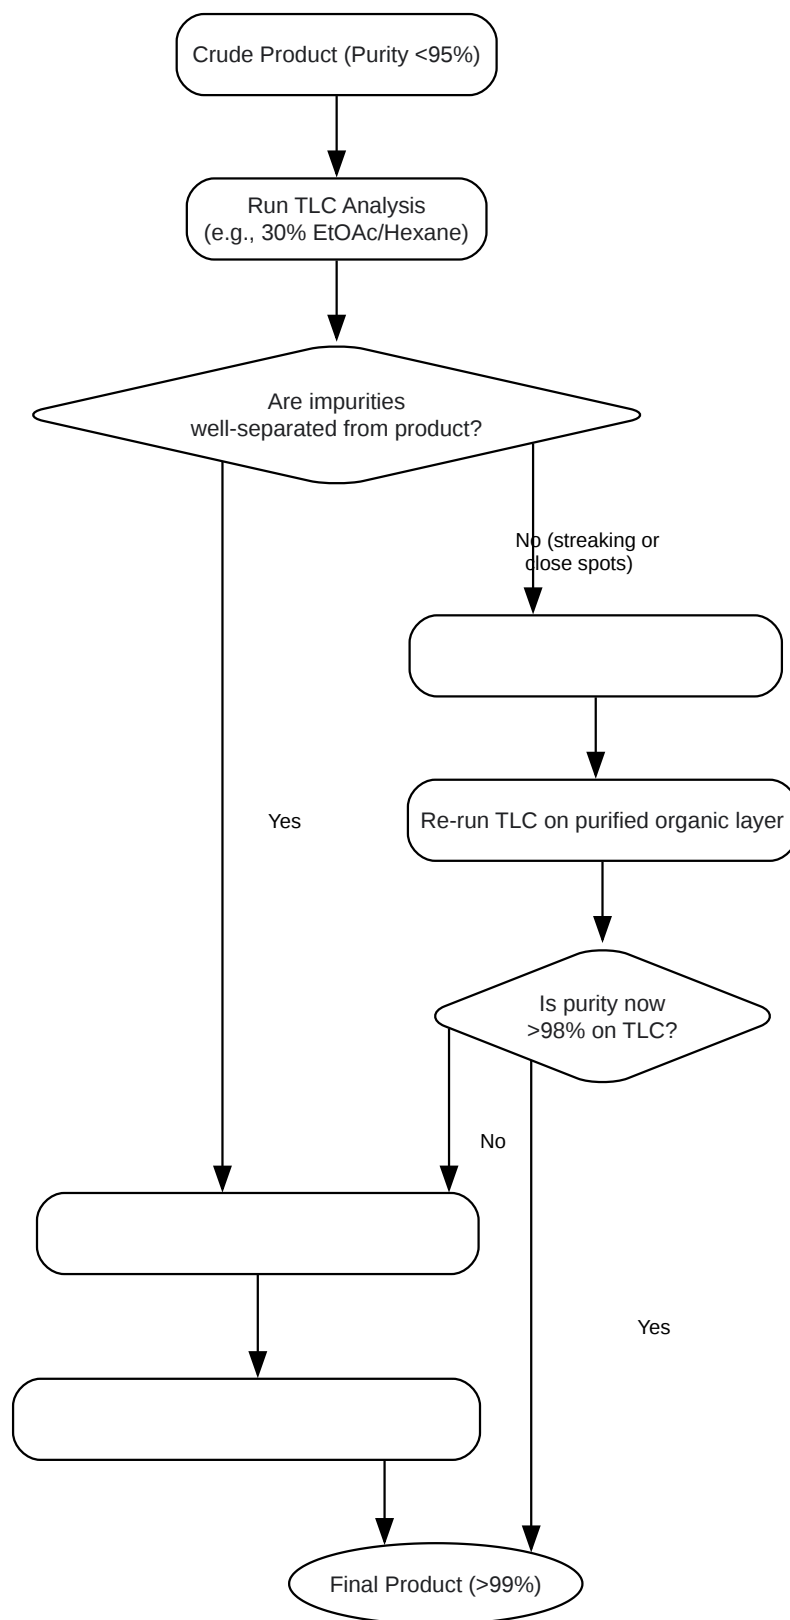 Crude Product (Purity <95%)
Run TLC Analysis
(e.g., 30% EtOAc/Hexane)
Are impurities
well-separated from product?
No (streaking or
close spots)
Yes
Re-run TLC on purified organic layer
Is purity now
>98% on TLC?
No
Yes
Final Product (>99%)